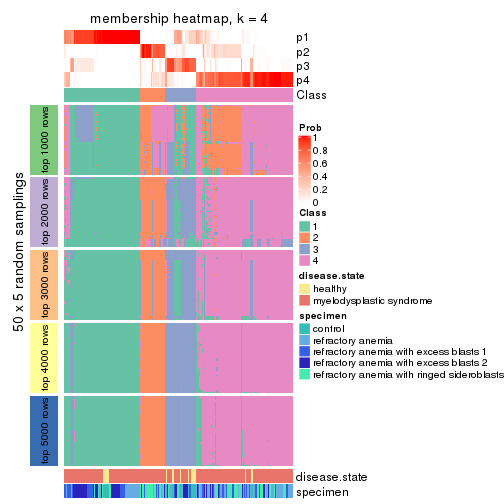 membership heatmap, k = 4
p1
p2
p3
p4
Class
50 x 5 random samplings
top 1000 rows
top 2000 rows
top 3000 rows
top 4000 rows
top 5000 rows
disease.state
specimen
Prob
1
0.8
0.6
0.4
0.2
0
Class
1
2
3
4
disease.state
healthy
myelodysplastic syndrome
specimen
control
refractory anemia
refractory anemia with excess blasts 1
refractory anemia with excess blasts 2
refractory anemia with ringed sideroblasts